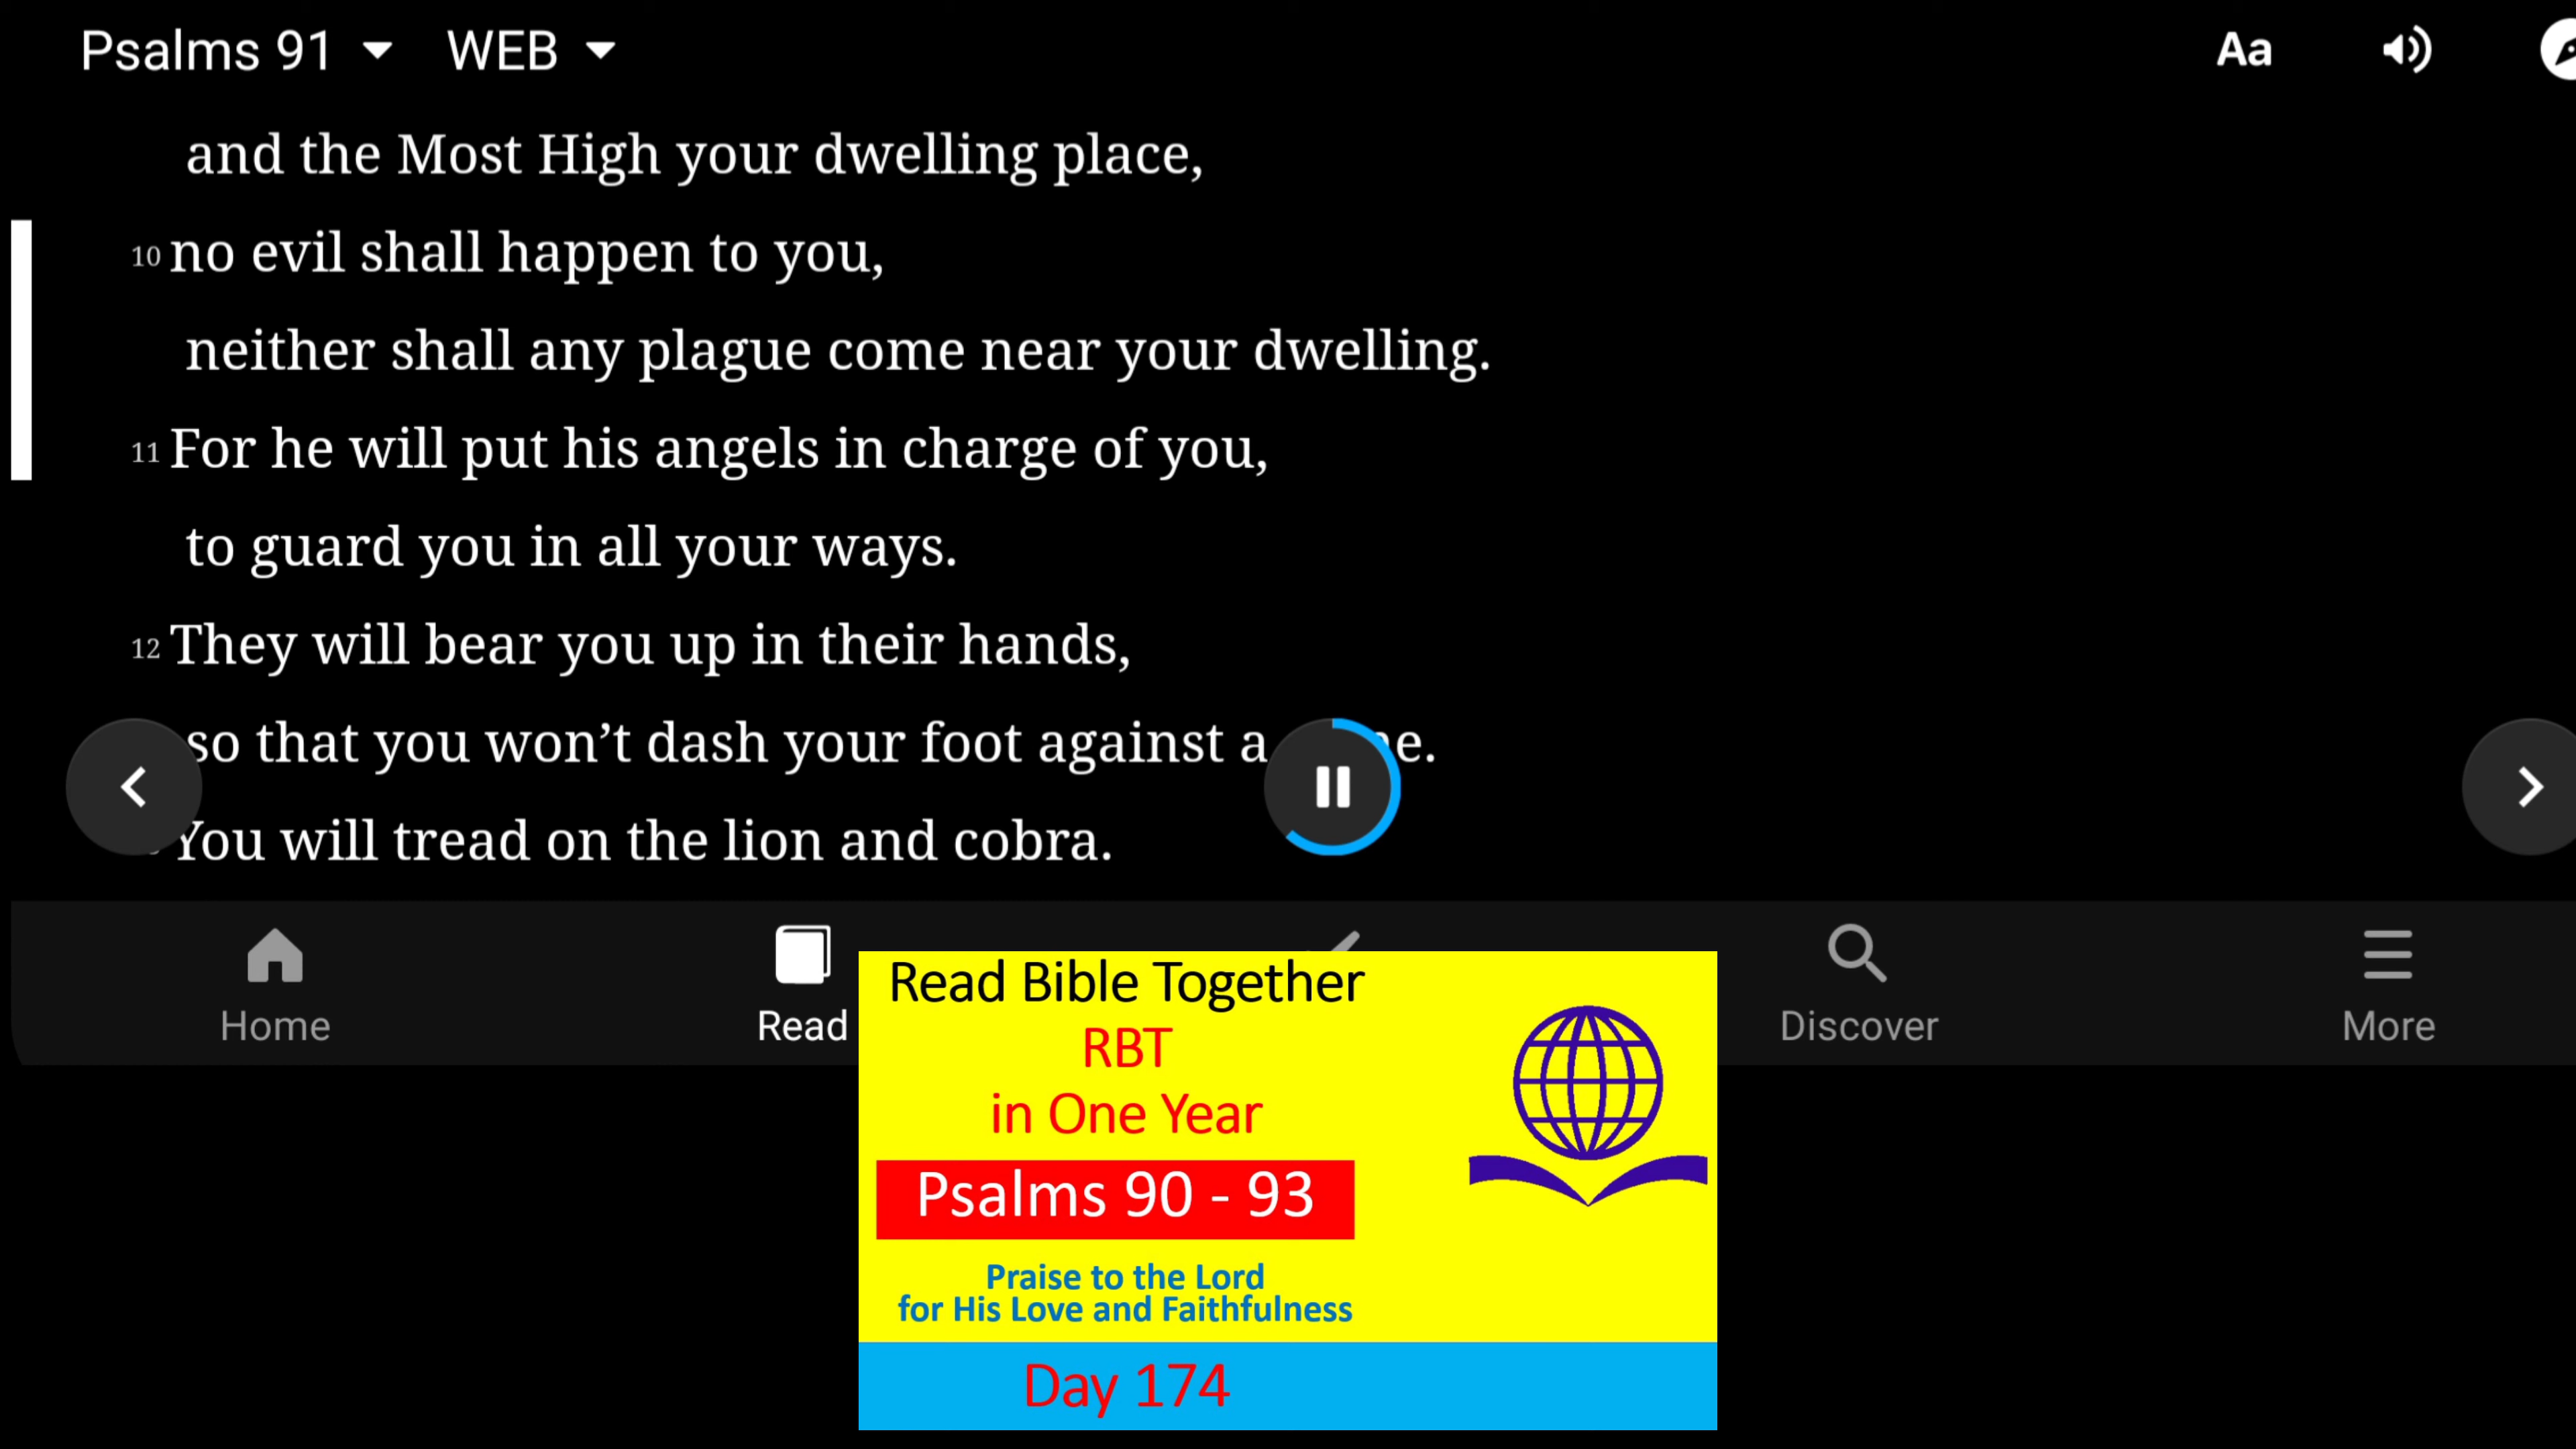 Psalms 91 WEB Aa
and the Most High your dwelling place,
10 no evil shall happen to you,
neither shall any plague come near your dwelling.
11 For he will put his angels in charge of you,
to guard you in all your ways.
12 They will bear you up in their hands,
so that you won’t dash your foot against a
You will tread on the lion and cobra.
Home Read Discover More
Read Bible Together
RBT
in One Year
Psalms 90 - 93
Praise to the Lord
for His Love and Faithfulness
Day 174